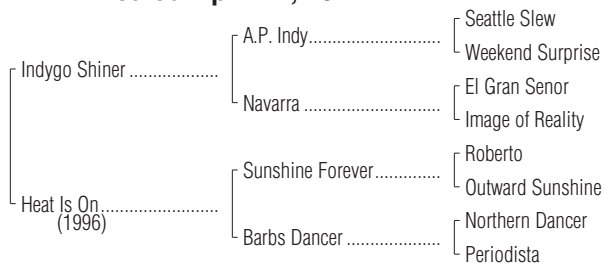 Seattle Slew
A.P. Indy
Weekend Surprise
Indygo Shiner
El Gran Senor
Navarra
Image of Reality
Roberto
Sunshine Forever
Outward Sunshine
Heat Is On
(1996)
Northern Dancer
Barbs Dancer
Periodista